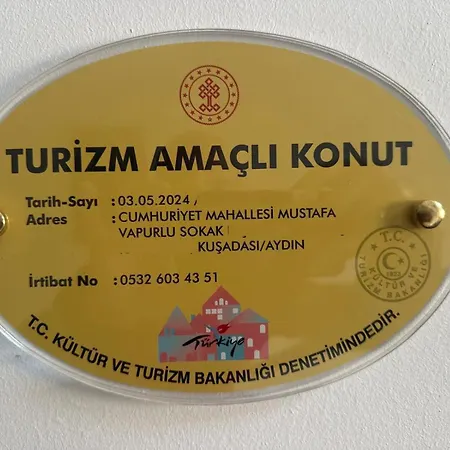 TURİZM AMAÇLI KONUT
Tarih-Sayı : 03.05.2024 /
Adres : CUMHURİYET MAHALLESİ MUSTAFA
VAPURLU SOKAK
KUŞADASI/AYDIN
İrtibat No : 0532 603 43 51
T.C.
KÜLTÜR VE
TURİZM BAKANLIĞI
Türkiye
T.C. KÜLTÜR VE TURİZM BAKANLIĞI DENETİMİNDEDİR.